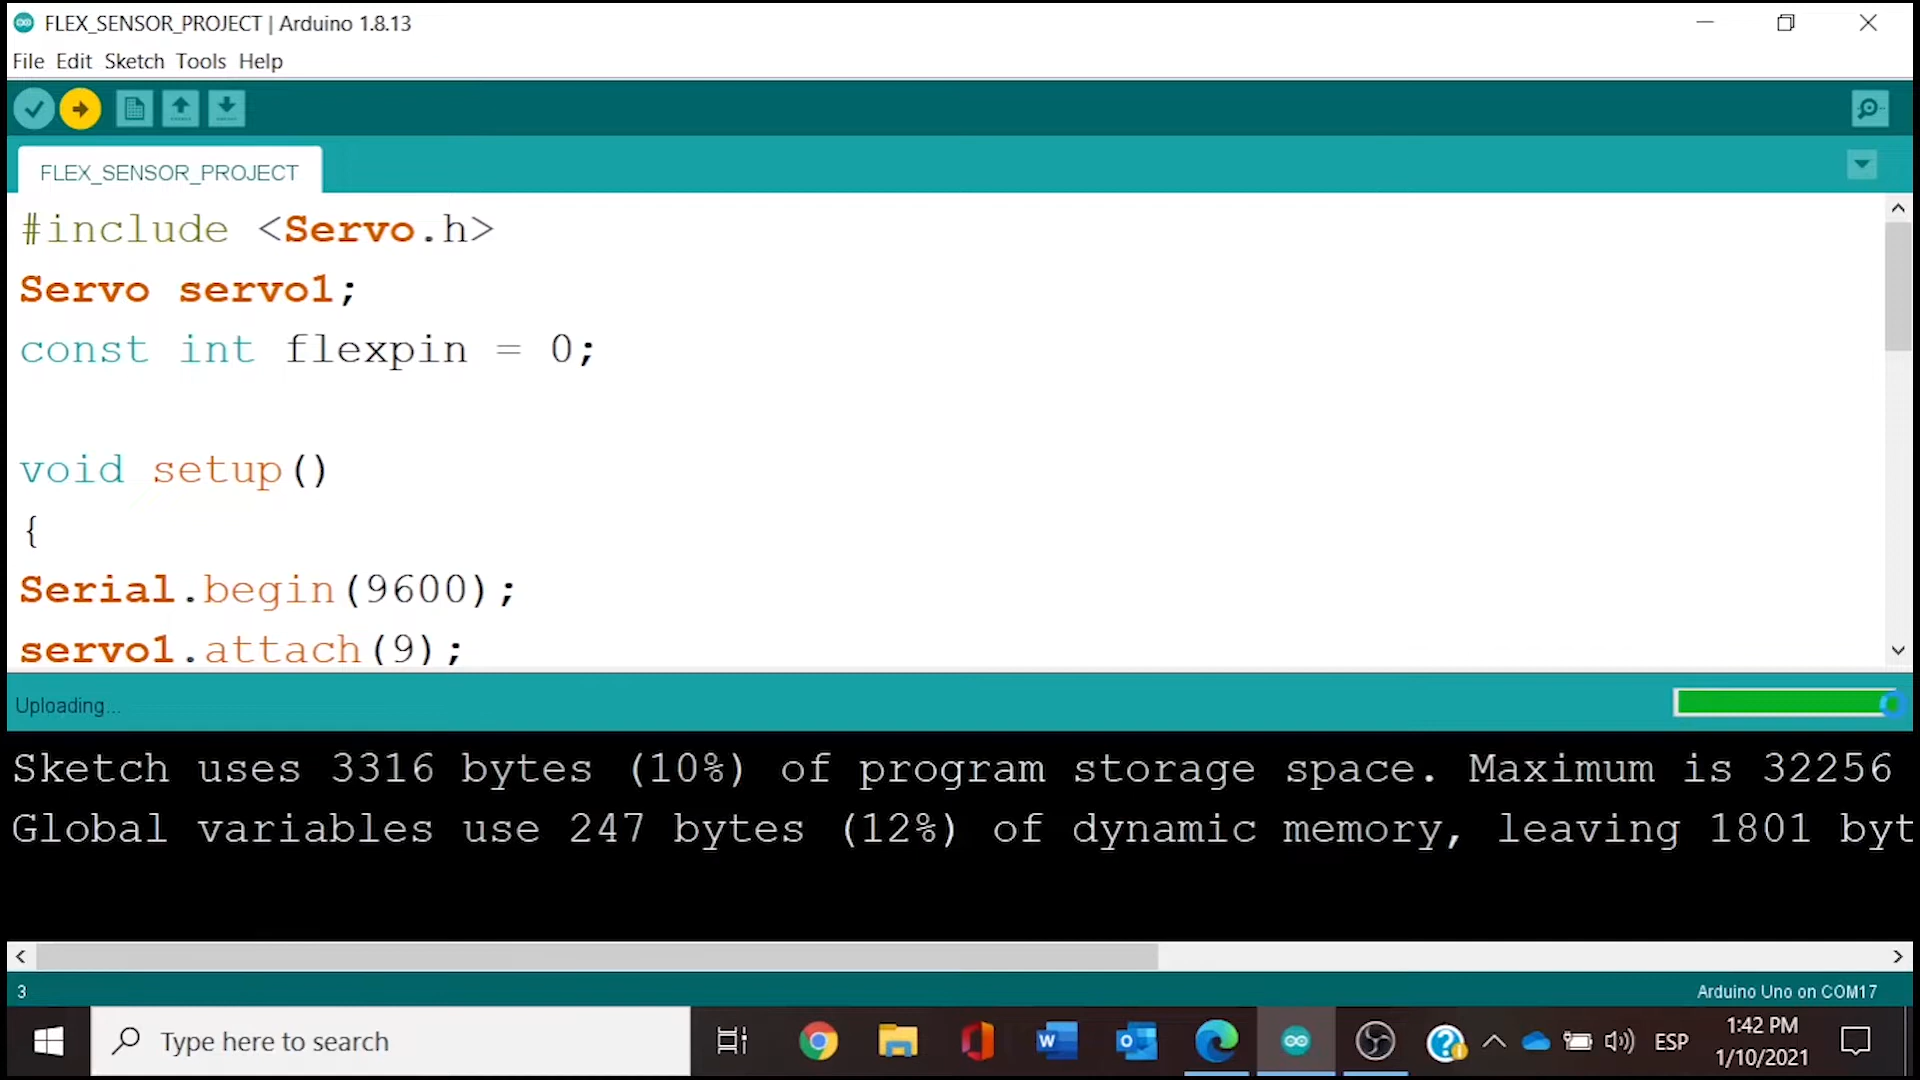 FLEX_SENSOR_PROJECT | Arduino 1.8.13
File Edit Sketch Tools Help
FLEX_SENSOR_PROJECT
#include <Servo.h>
Servo servo1;
const int flexpin = 0;
void setup()
{
Serial.begin(9600);
servo1.attach(9);
Uploading...
Sketch uses 3316 bytes (10%) of program storage space. Maximum is 32256
Global variables use 247 bytes (12%) of dynamic memory, leaving 1801 byt
3
Arduino Uno on COM17
Type here to search
ESP
1:42 PM
1/10/2021